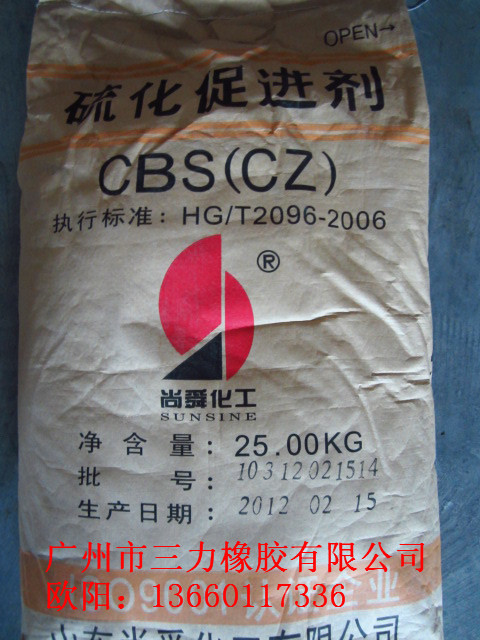 OPEN→
硫化促进剂
CBS(CZ)
执行标准：HG/T2096-2006
®
尚舜化工
SUNSINE
净含量：25.00KG
批号：10312021514
生产日期：2012 02 15
广州市三力橡胶有限公司
欧阳：13660117336